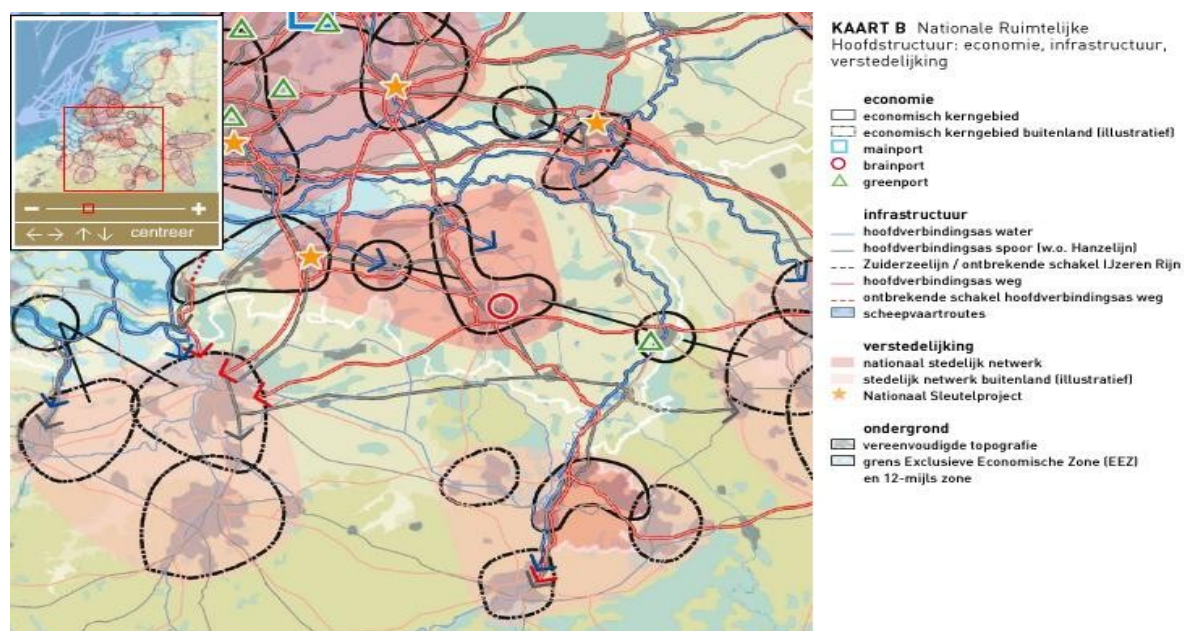 centreer
KAART B Nationale Ruimtelijke
Hoofdstructuur: economie, infrastructuur,
verstedelijking
economie
economisch kerngebied
economisch kerngebied buitenland (illustratief)
mainport
brainport
greenport
infrastructuur
hoofdverbindingsas water
hoofdverbindingsas spoor (w.o. Hanzelijn)
Zuiderzeelijn / ontbrekende schakel IJzeren Rijn
hoofdverbindingsas weg
ontbrekende schakel hoofdverbindingsas weg
scheepvaartroutes
verstedelijking
nationaal stedelijk netwerk
stedelijk netwerk buitenland (illustratief)
Nationaal Sleutelproject
ondergrond
vereenvoudigde topografie
grens Exclusieve Economische Zone (EEZ)
en 12-mijls zone